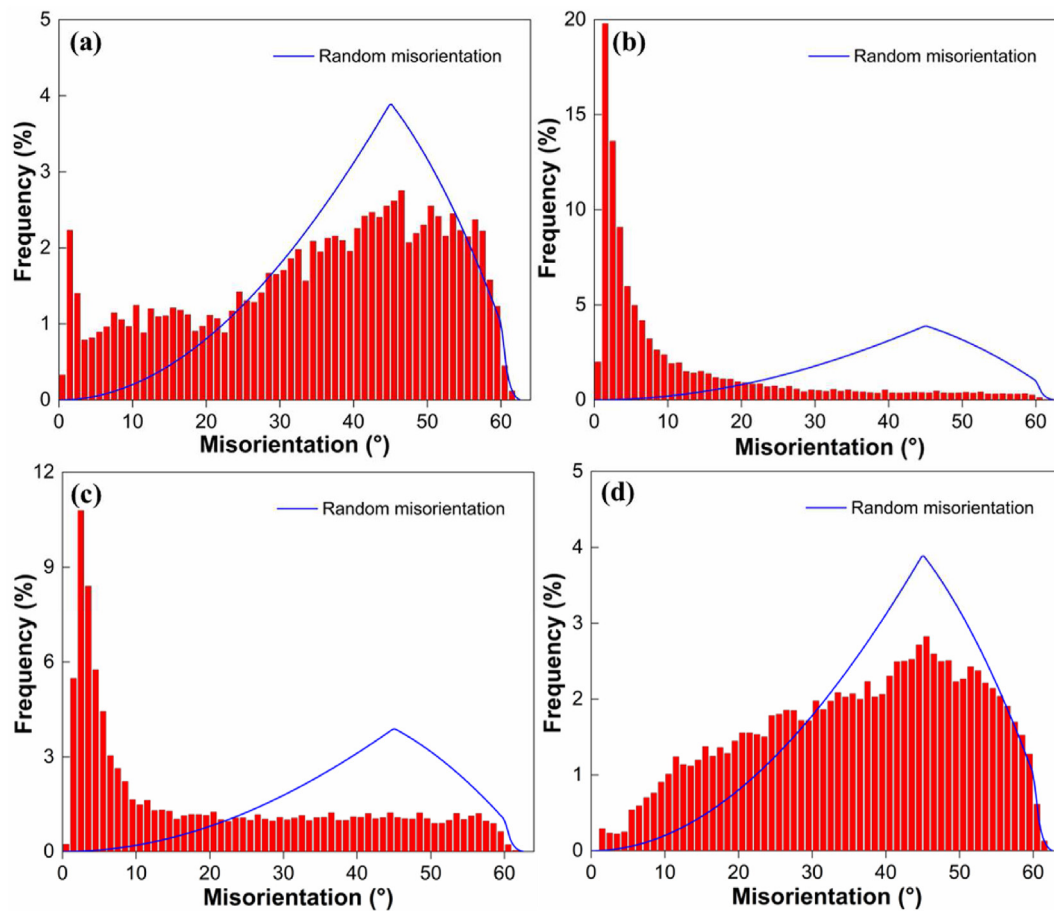 (a)
Random misorientation
Frequency (%)
5
4
3
2
1
0
0 10 20 30 40 50 60
Misorientation (°)
(b)
Random misorientation
Frequency (%)
20
15
10
5
0
0 10 20 30 40 50 60
Misorientation (°)
(c)
Random misorientation
Frequency (%)
12
9
6
3
0
0 10 20 30 40 50 60
Misorientation (°)
(d)
Random misorientation
Frequency (%)
5
4
3
2
1
0
0 10 20 30 40 50 60
Misorientation (°)